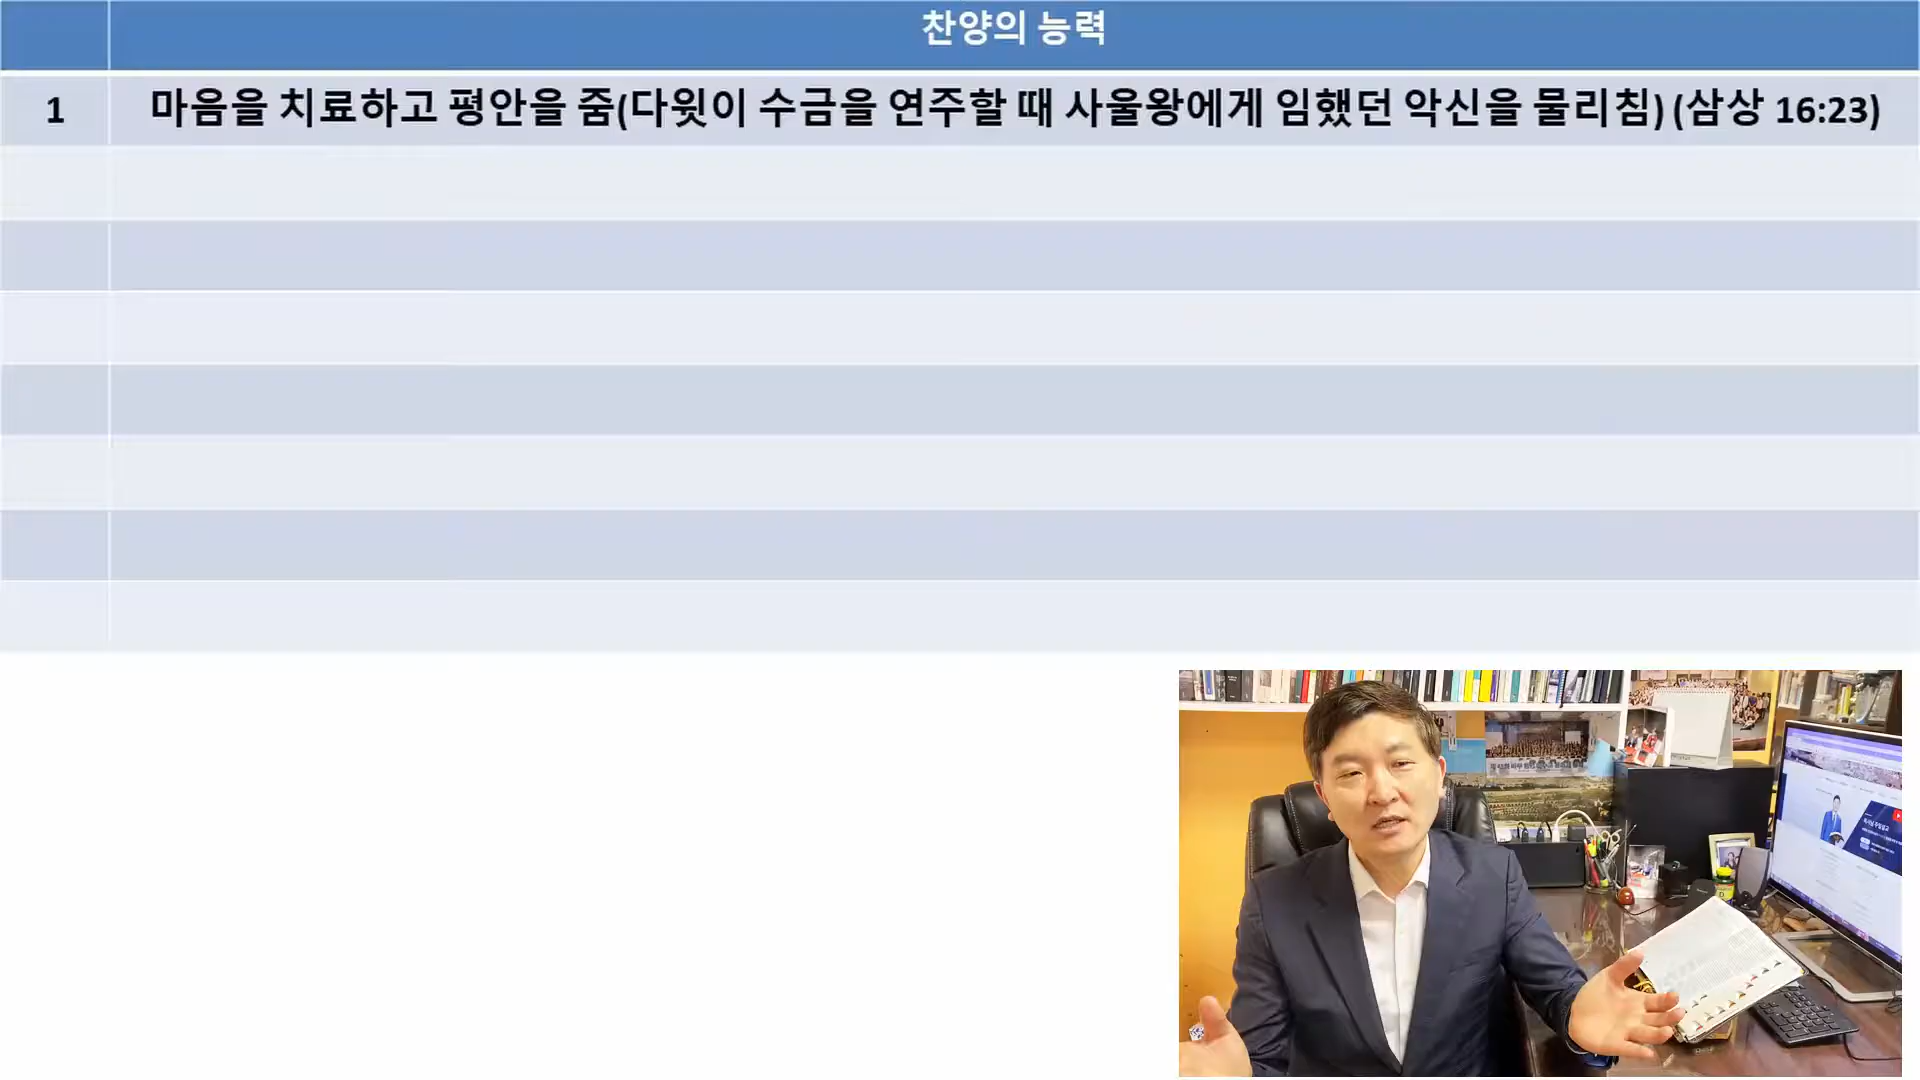 찬양의 능력
1 마음을 치료하고 평안을 줌(다윗이 수금을 연주할 때 사울왕에게 임했던 악신을 물리침) (삼상 16:23)